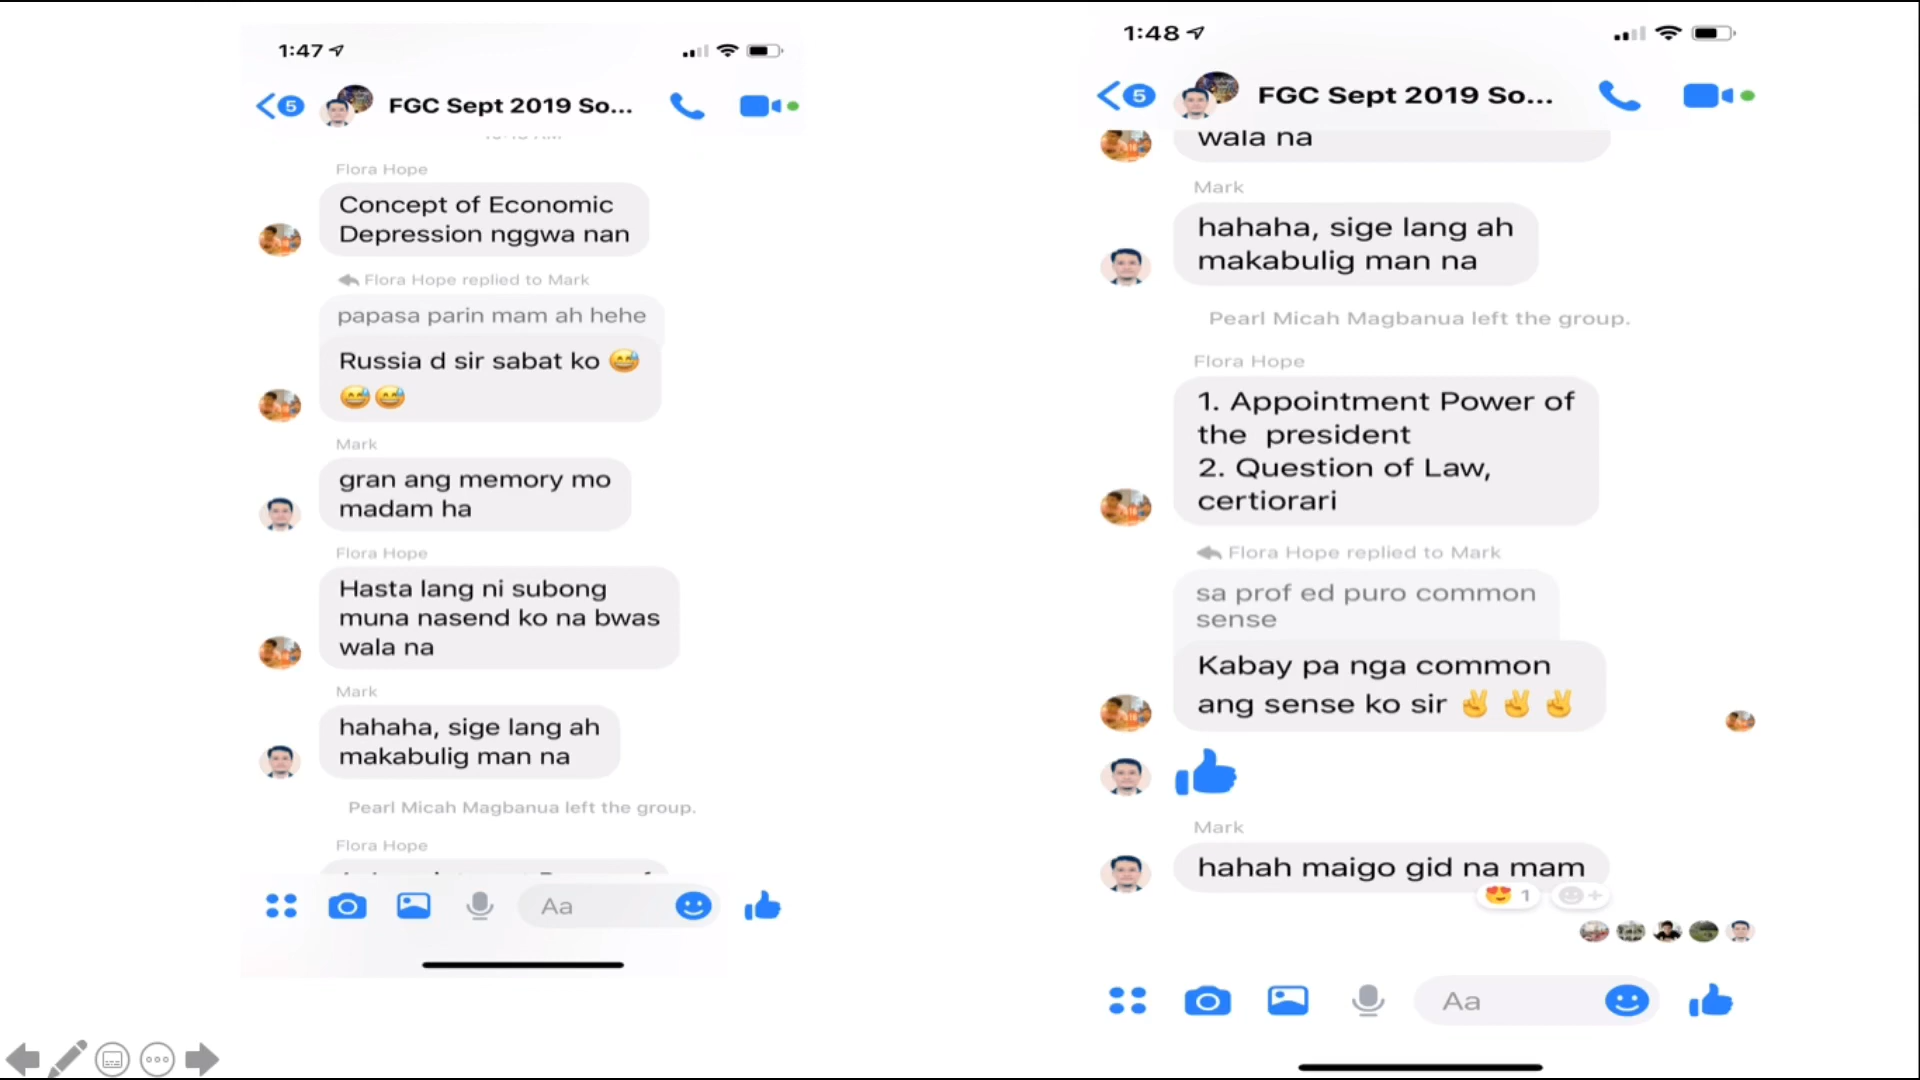 1:47
5
FGC Sept 2019 So...
Flora Hope
Concept of Economic
Depression nggwa nan
Flora Hope replied to Mark
papasa parin mam ah hehe
Russia d sir sabat ko 😅
😅😅
Mark
gran ang memory mo
madam ha
Flora Hope
Hasta lang ni subong
muna nasend ko na bwas
wala na
Mark
hahaha, sige lang ah
makabulig man na
Pearl Micah Magbanua left the group.
Flora Hope
Aa
1:48
5
FGC Sept 2019 So...
wala na
Mark
hahaha, sige lang ah
makabulig man na
Pearl Micah Magbanua left the group.
Flora Hope
1. Appointment Power of
the president
2. Question of Law,
certiorari
Flora Hope replied to Mark
sa prof ed puro common
sense
Kabay pa nga common
ang sense ko sir ✌✌✌
Mark
hahah maigo gid na mam
😍 1
Aa